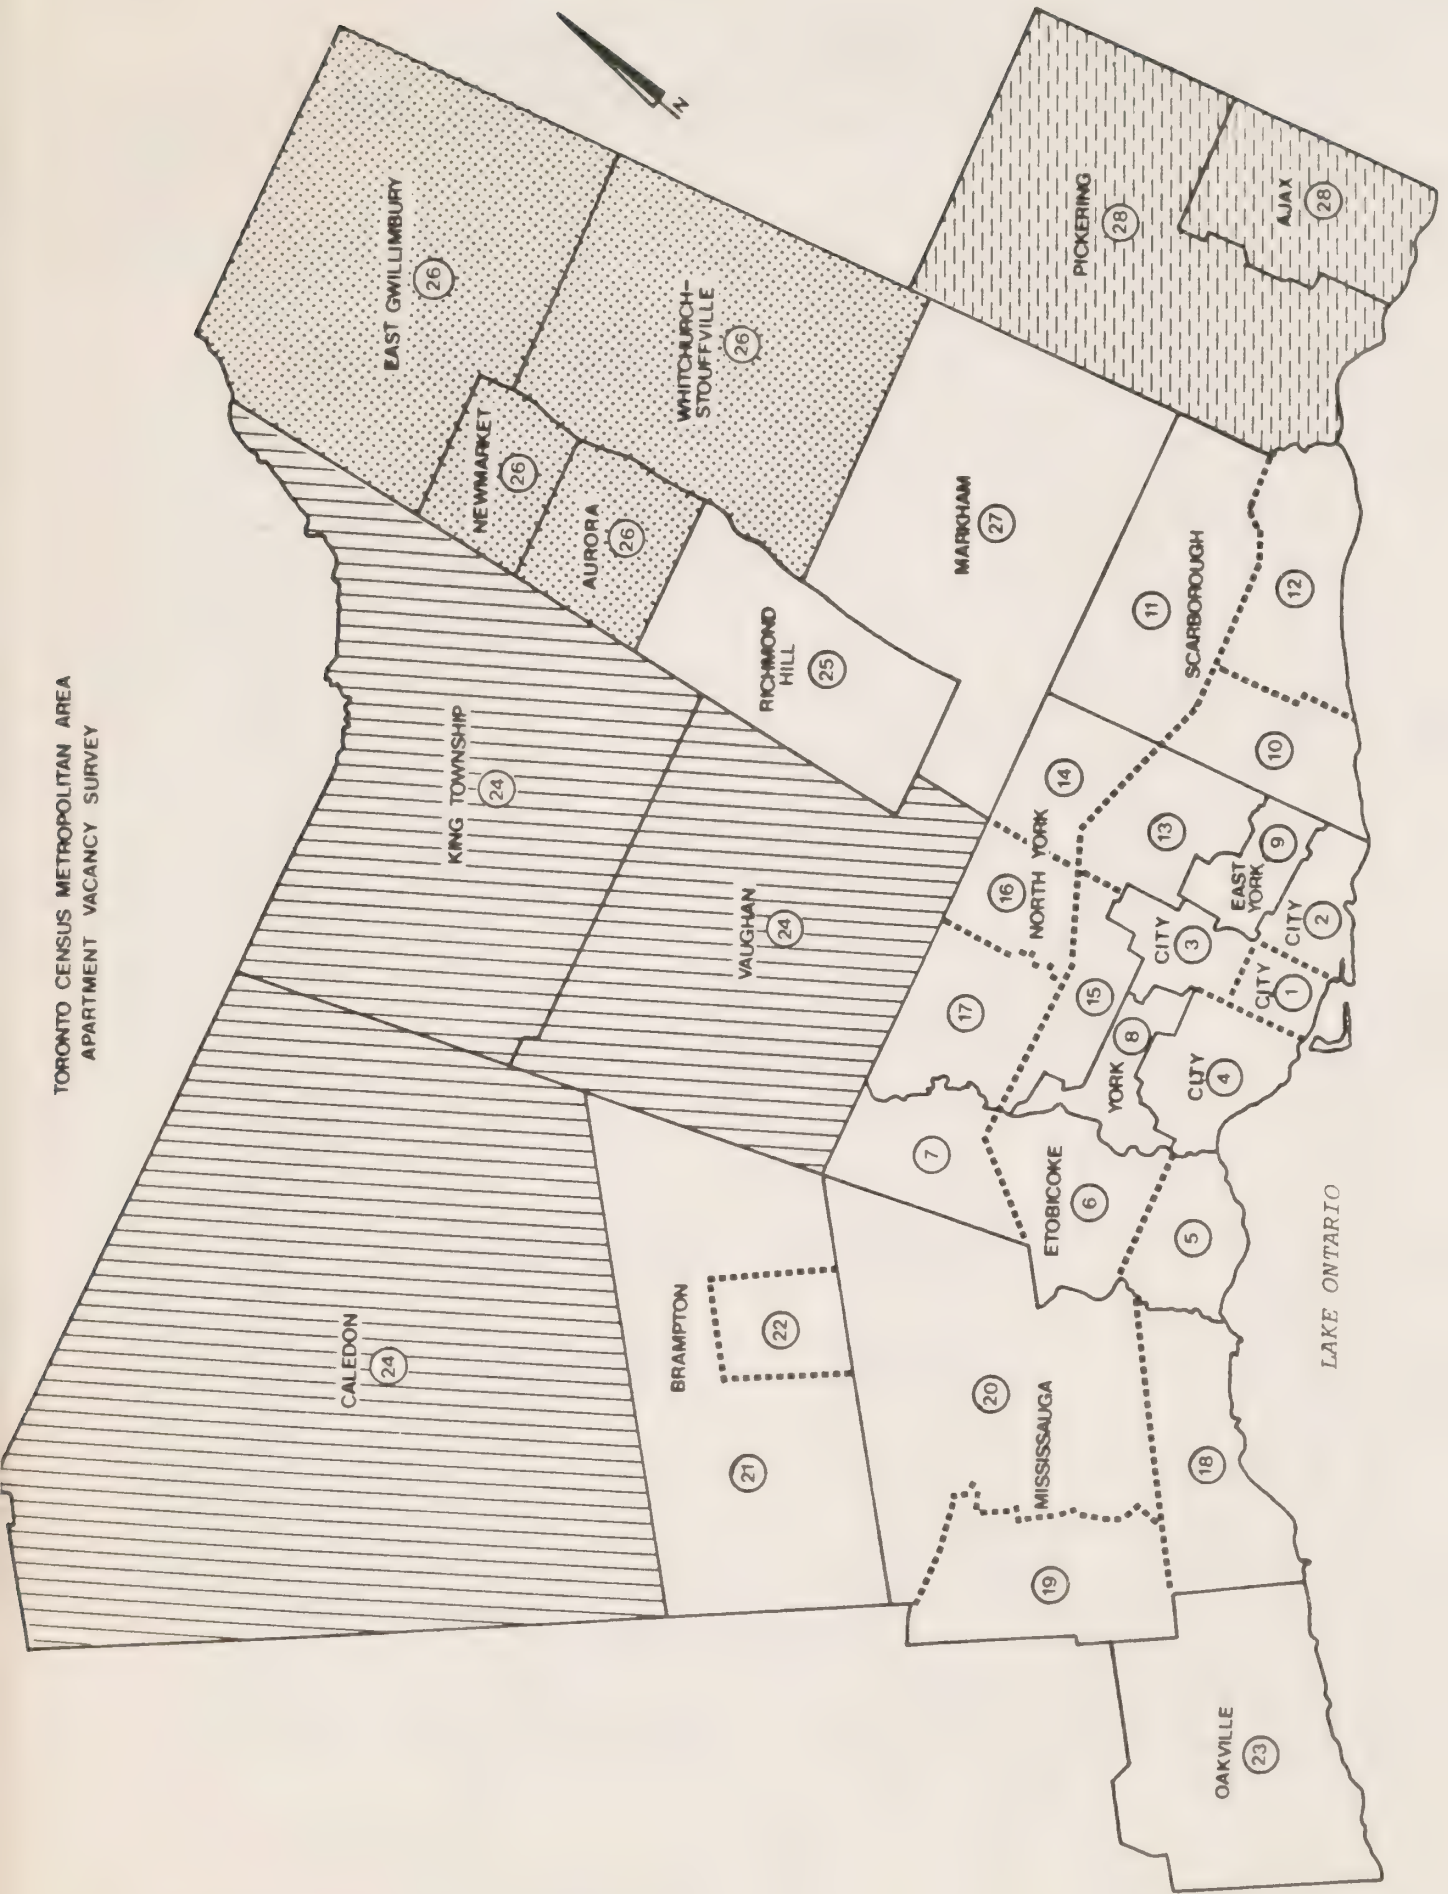 TORONTO CENSUS METROPOLITAN AREA
APARTMENT VACANCY SURVEY
N
EAST GWILLIMBURY
26
NEWMARKET
26
AURORA
26
WHITCHURCH-
STOUFFVILLE
26
PICKERING
28
AJAX
28
KING TOWNSHIP
24
RICHMOND
HILL
25
MARKHAM
27
VAUGHAN
24
CALEDON
24
BRAMPTON
21
22
SCARBOROUGH
11
12
10
NORTH YORK
14
13
16
15
17
EAST
YORK
9
CITY
3
CITY
2
CITY
1
CITY
4
YORK
8
ETOBICOKE
7
6
5
MISSISSAUGA
20
19
18
OAKVILLE
23
LAKE ONTARIO